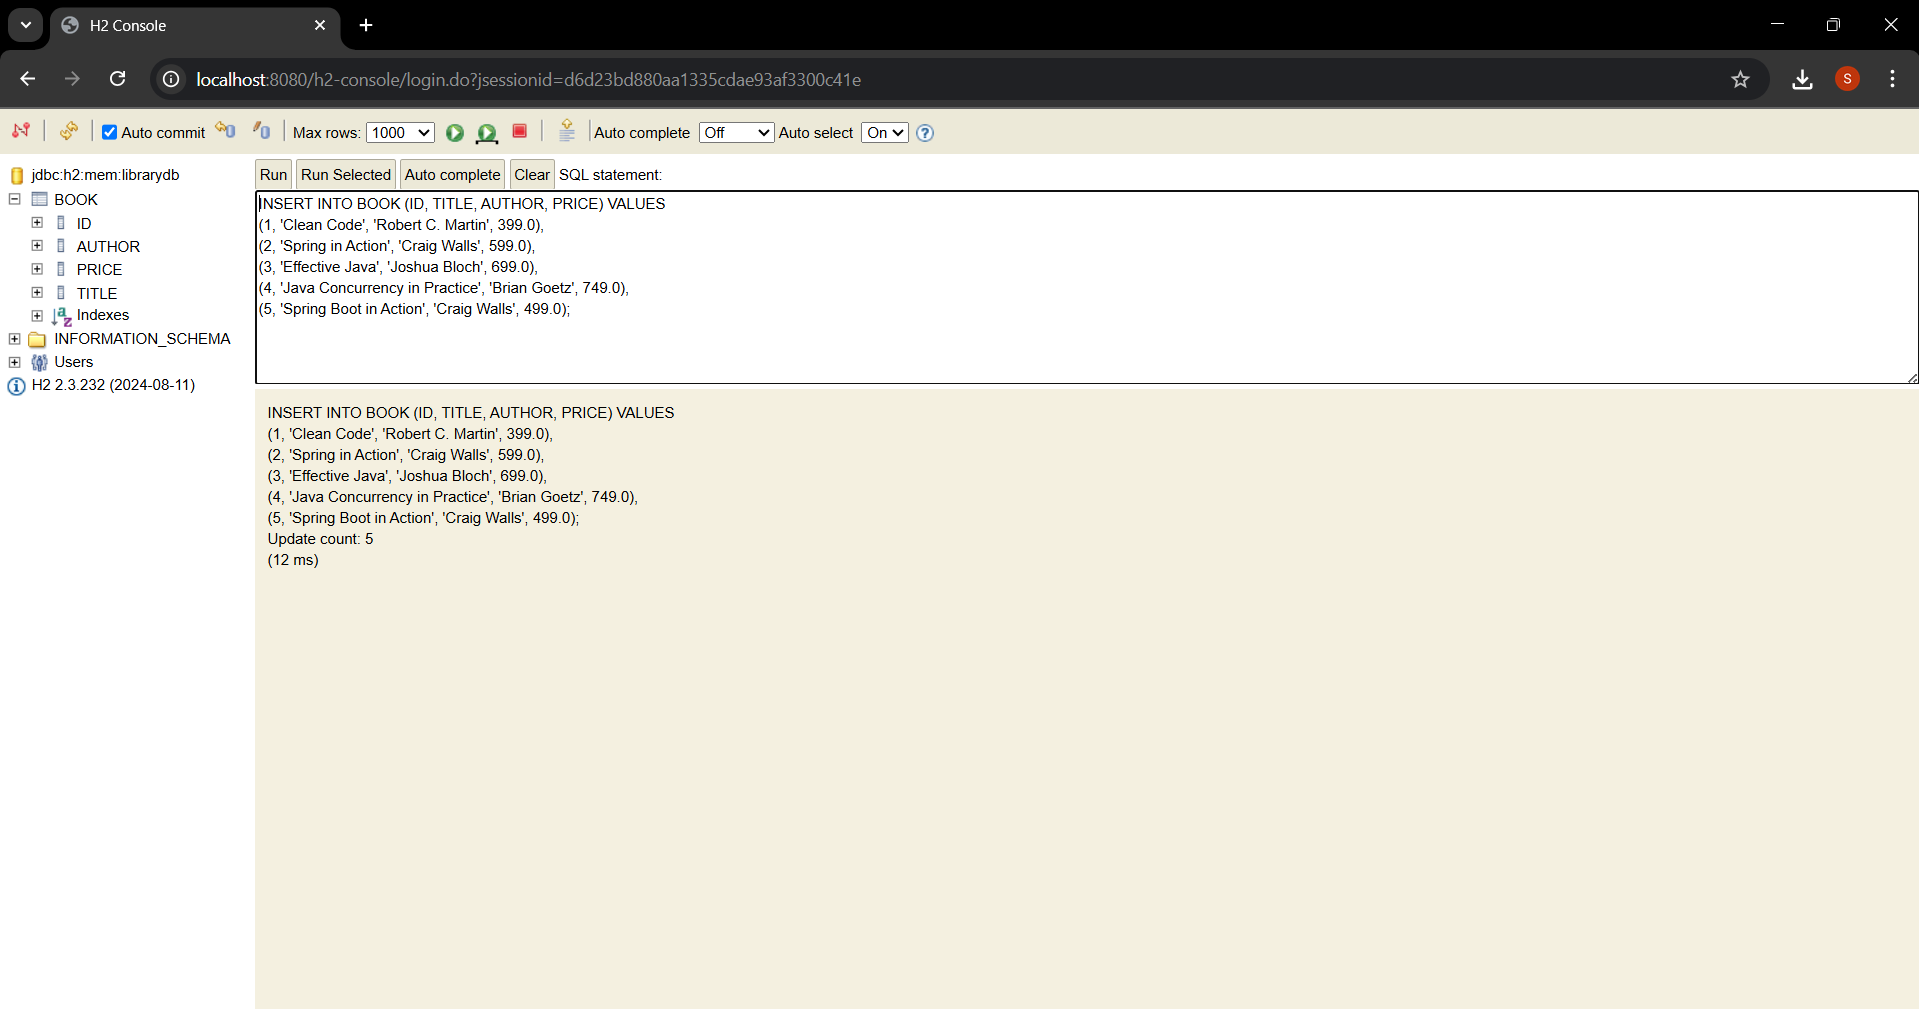 H2 Console
localhost:8080/h2-console/login.do?jsessionid=d6d23bd880aa1335cdae93af3300c41e
S
Auto commit
Max rows: 1000
Auto complete Off
Auto select On
jdbc:h2:mem:librarydb
BOOK
ID
AUTHOR
PRICE
TITLE
Indexes
INFORMATION_SCHEMA
Users
H2 2.3.232 (2024-08-11)
Run Run Selected Auto complete Clear SQL statement:
INSERT INTO BOOK (ID, TITLE, AUTHOR, PRICE) VALUES
(1, 'Clean Code', 'Robert C. Martin', 399.0),
(2, 'Spring in Action', 'Craig Walls', 599.0),
(3, 'Effective Java', 'Joshua Bloch', 699.0),
(4, 'Java Concurrency in Practice', 'Brian Goetz', 749.0),
(5, 'Spring Boot in Action', 'Craig Walls', 499.0);
INSERT INTO BOOK (ID, TITLE, AUTHOR, PRICE) VALUES
(1, 'Clean Code', 'Robert C. Martin', 399.0),
(2, 'Spring in Action', 'Craig Walls', 599.0),
(3, 'Effective Java', 'Joshua Bloch', 699.0),
(4, 'Java Concurrency in Practice', 'Brian Goetz', 749.0),
(5, 'Spring Boot in Action', 'Craig Walls', 499.0);
Update count: 5
(12 ms)